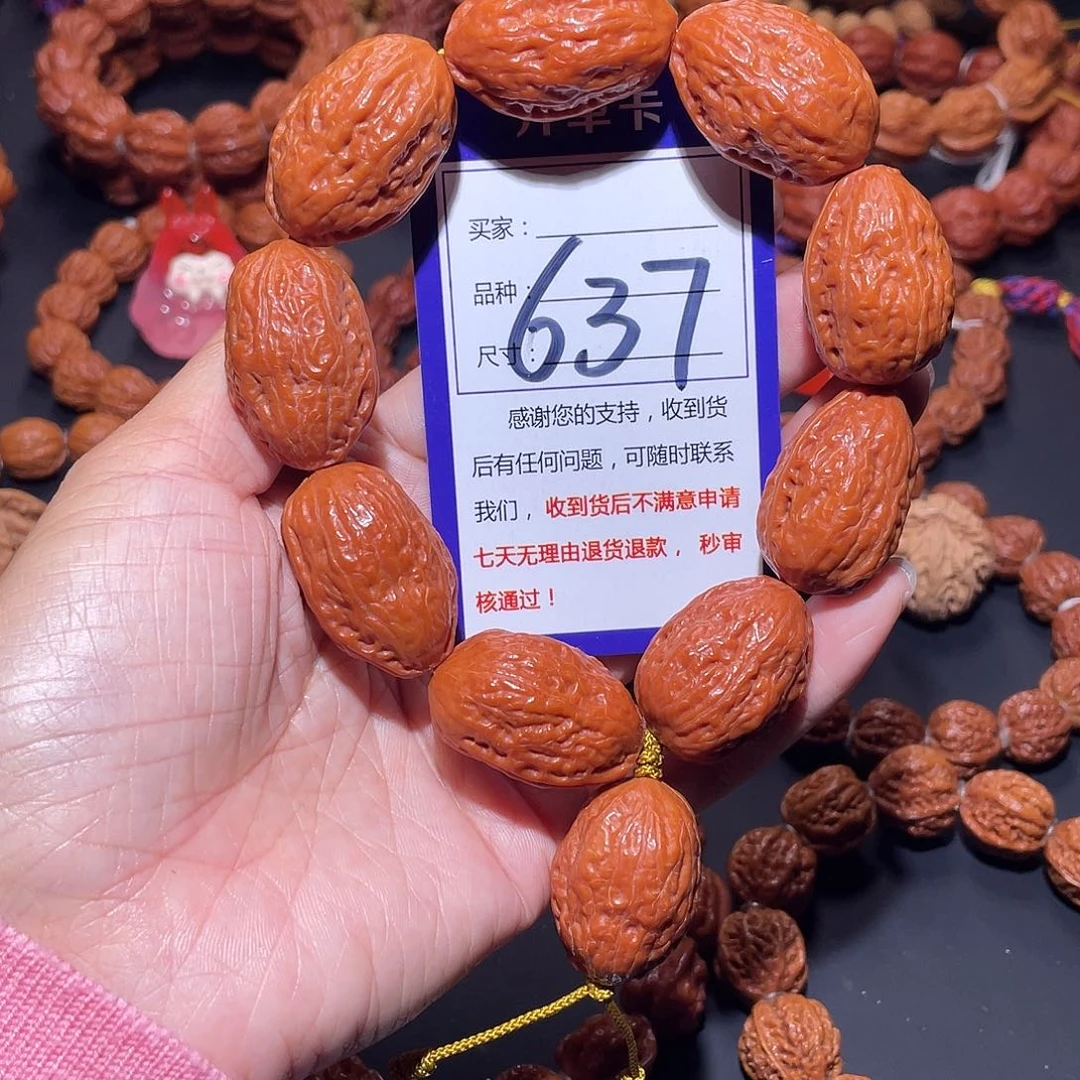 买家：
品种：
637
尺寸：
感谢您的支持，收到货
后有任何问题，可随时联系
我们，收到货后不满意申请
七天无理由退货退款，秒审
核通过！